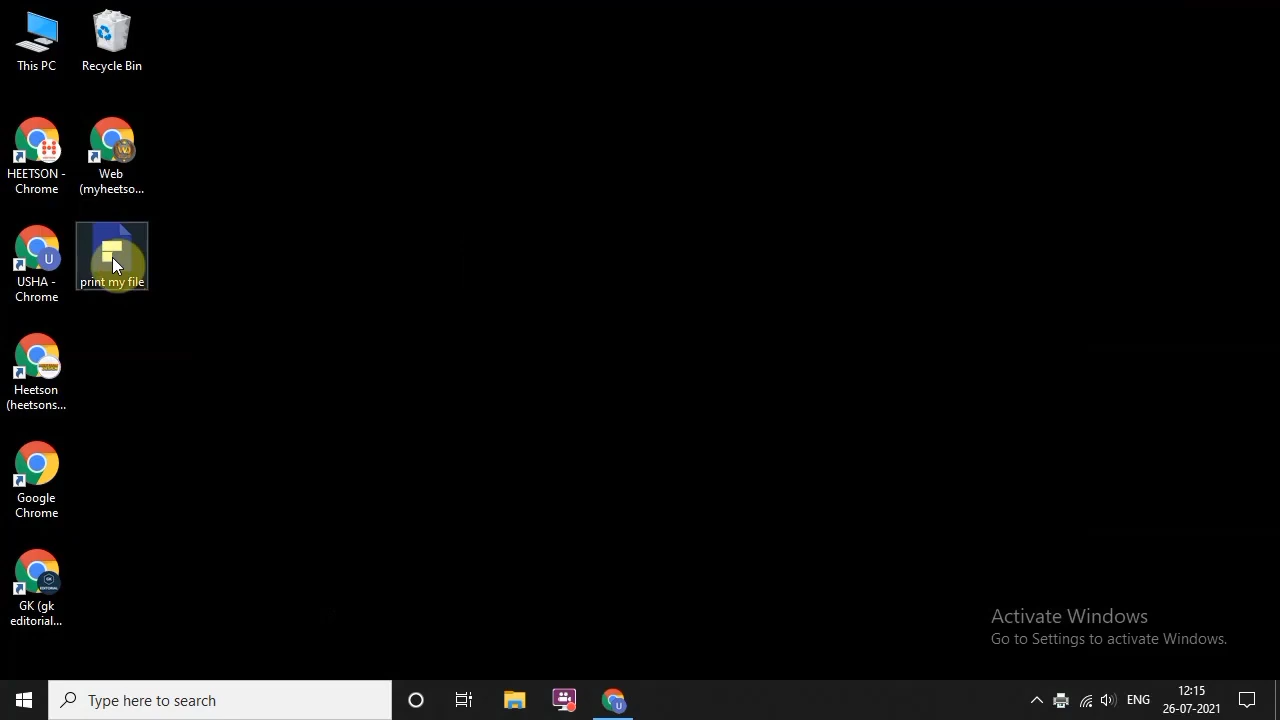 This PC
Recycle Bin
HEETSON -
Chrome
Web
(myheetso...
USHA -
Chrome
U
print my file
Heetson
(heetsons...
Google
Chrome
GK (gk
editorial...
Activate Windows
Go to Settings to activate Windows.
Type here to search
U
ENG
12:15
26-07-2021